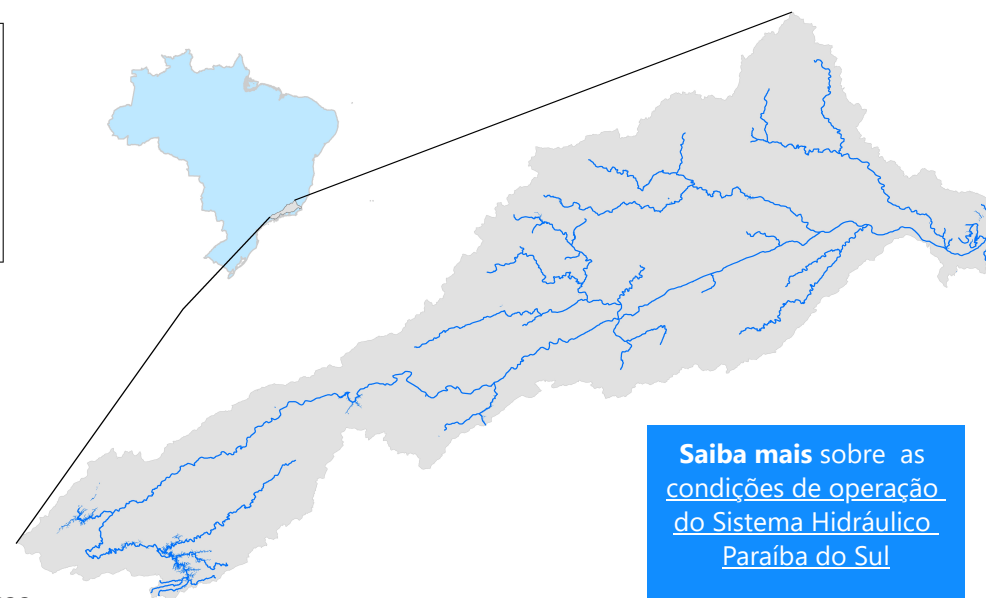 Saiba mais sobre as
condições de operação
do Sistema Hidráulico
Paraíba do Sul